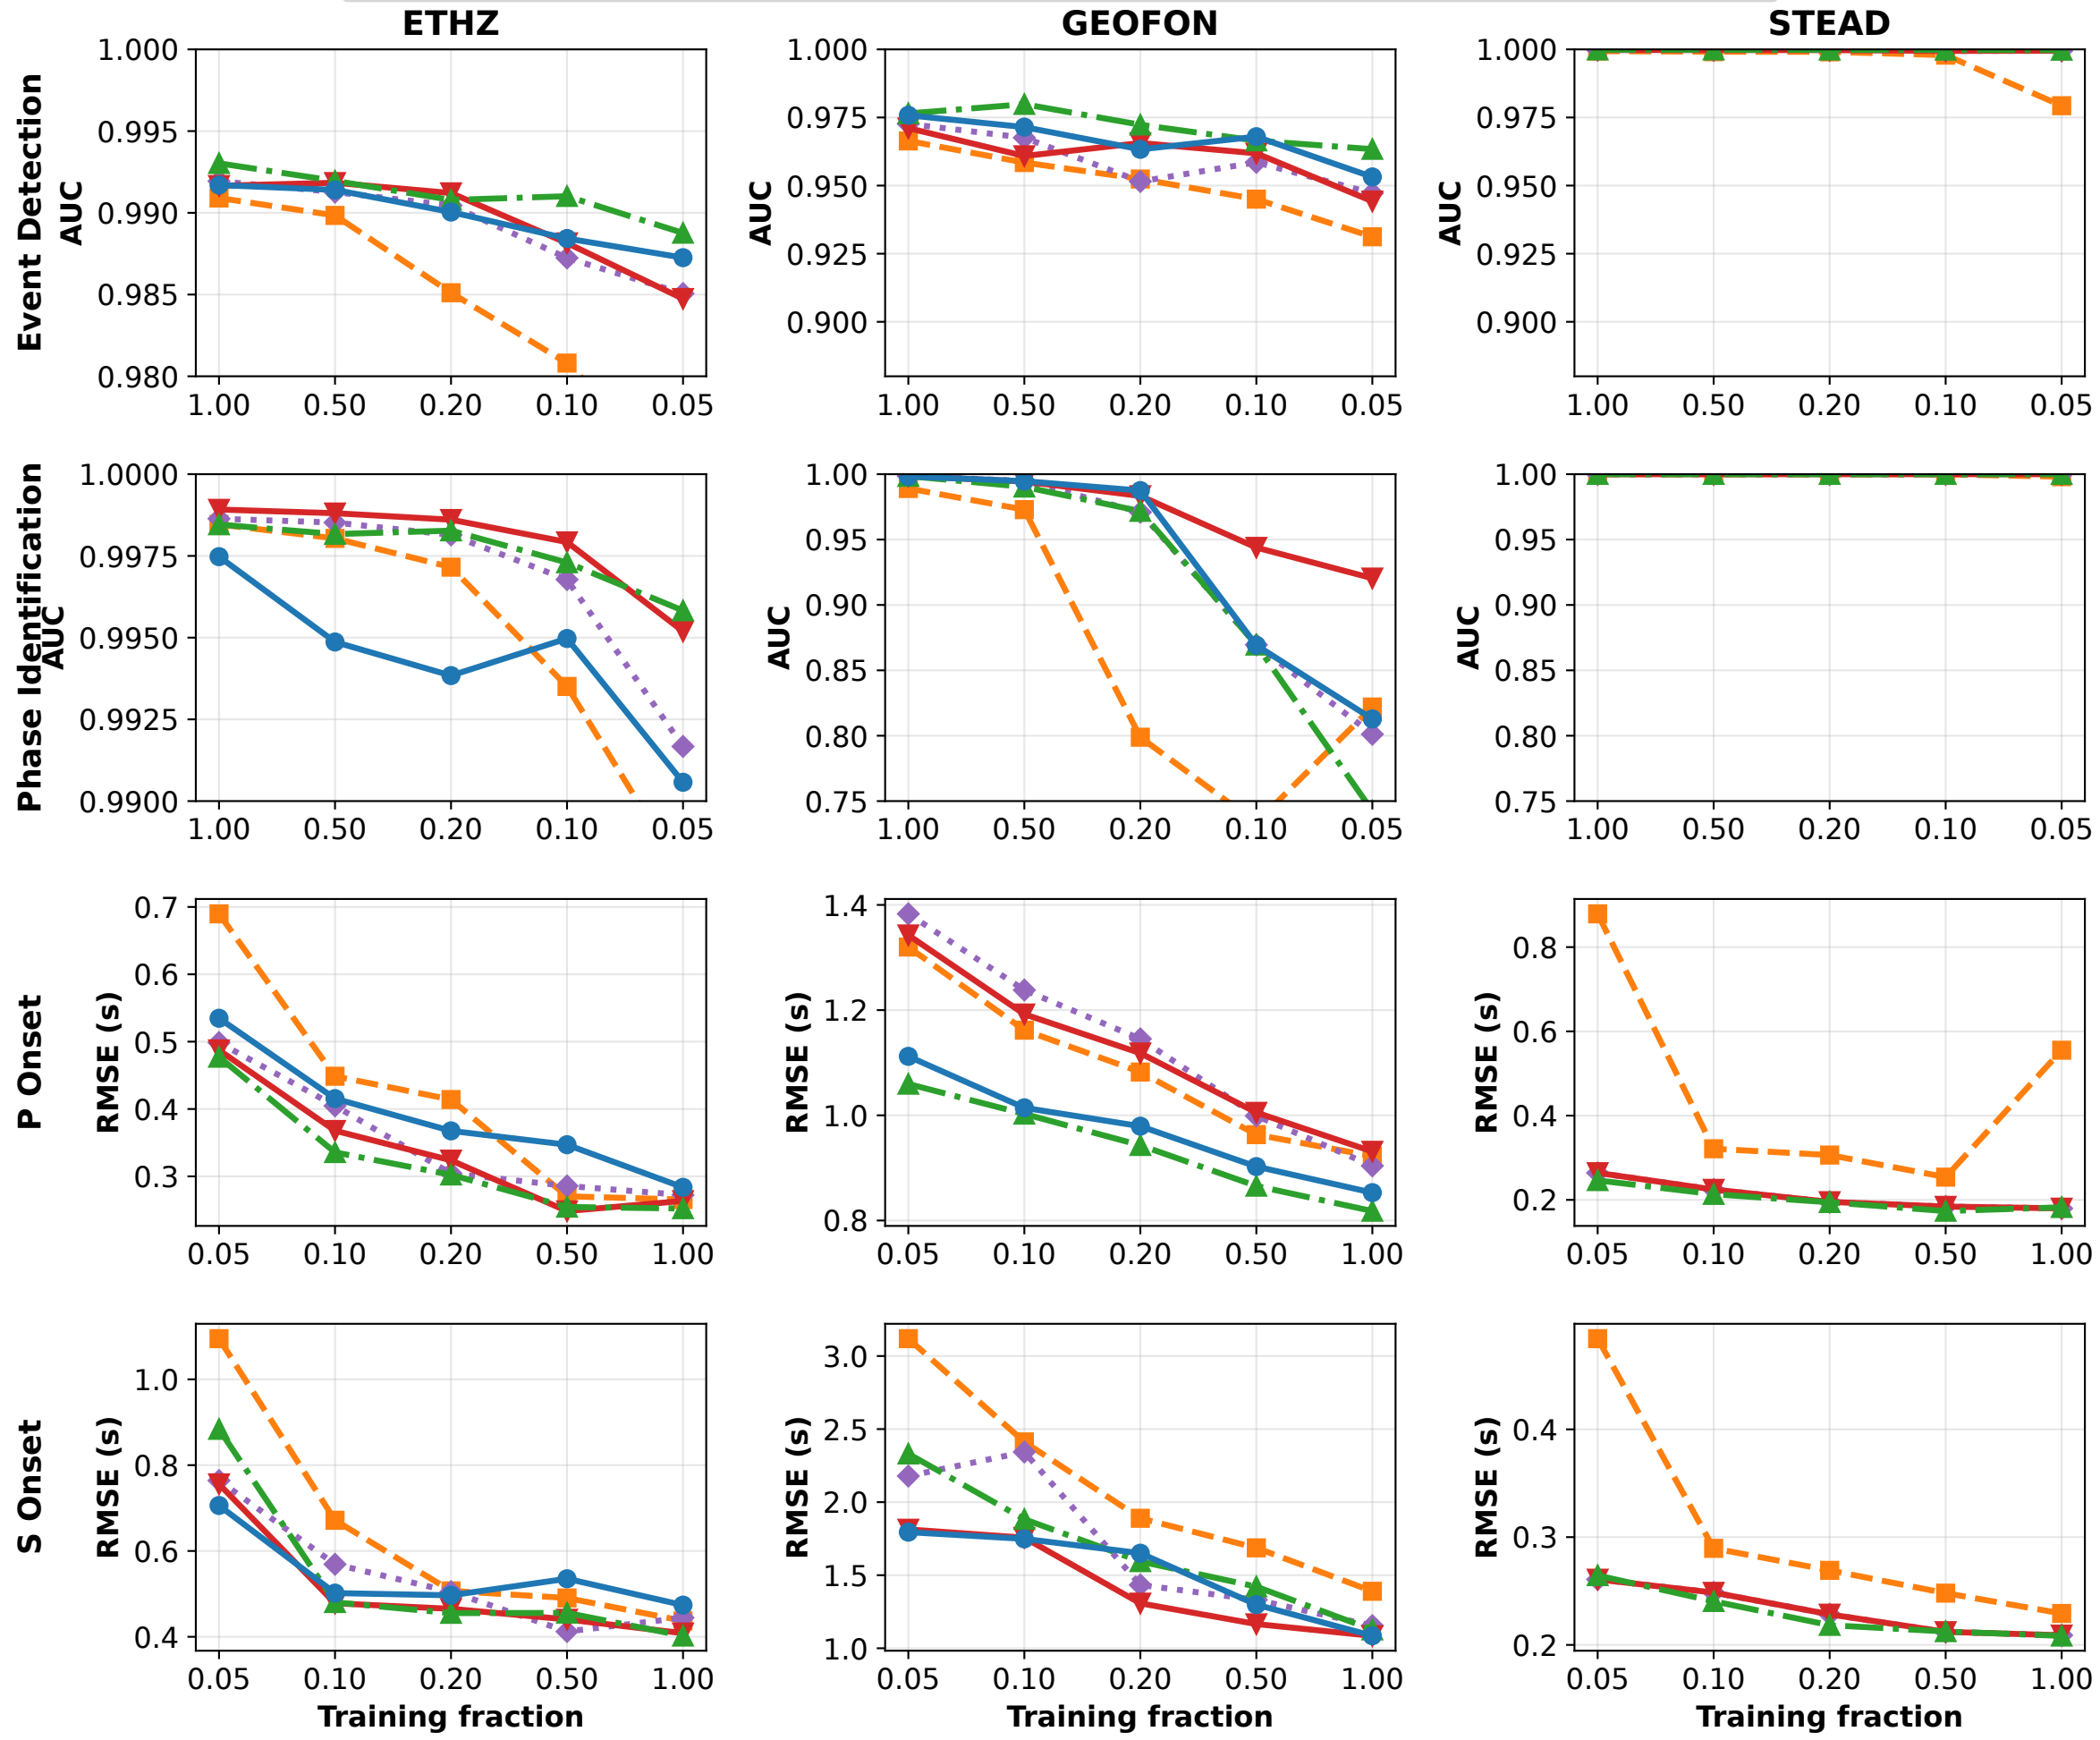 ETHZ GEOFON STEAD
Event Detection
AUC
1.000
0.995
0.990
0.985
0.980
1.00 0.50 0.20 0.10 0.05
AUC
1.000
0.975
0.950
0.925
0.900
1.00 0.50 0.20 0.10 0.05
AUC
1.000
0.975
0.950
0.925
0.900
1.00 0.50 0.20 0.10 0.05
Phase Identification
AUC
1.0000
0.9975
0.9950
0.9925
0.9900
1.00 0.50 0.20 0.10 0.05
AUC
1.00
0.95
0.90
0.85
0.80
0.75
1.00 0.50 0.20 0.10 0.05
AUC
1.00
0.95
0.90
0.85
0.80
0.75
1.00 0.50 0.20 0.10 0.05
P Onset
RMSE (s)
0.7
0.6
0.5
0.4
0.3
0.05 0.10 0.20 0.50 1.00
RMSE (s)
1.4
1.2
1.0
0.8
0.05 0.10 0.20 0.50 1.00
RMSE (s)
0.8
0.6
0.4
0.2
0.05 0.10 0.20 0.50 1.00
S Onset
RMSE (s)
1.0
0.8
0.6
0.4
0.05 0.10 0.20 0.50 1.00
Training fraction
RMSE (s)
3.0
2.5
2.0
1.5
1.0
0.05 0.10 0.20 0.50 1.00
Training fraction
RMSE (s)
0.4
0.3
0.2
0.05 0.10 0.20 0.50 1.00
Training fraction